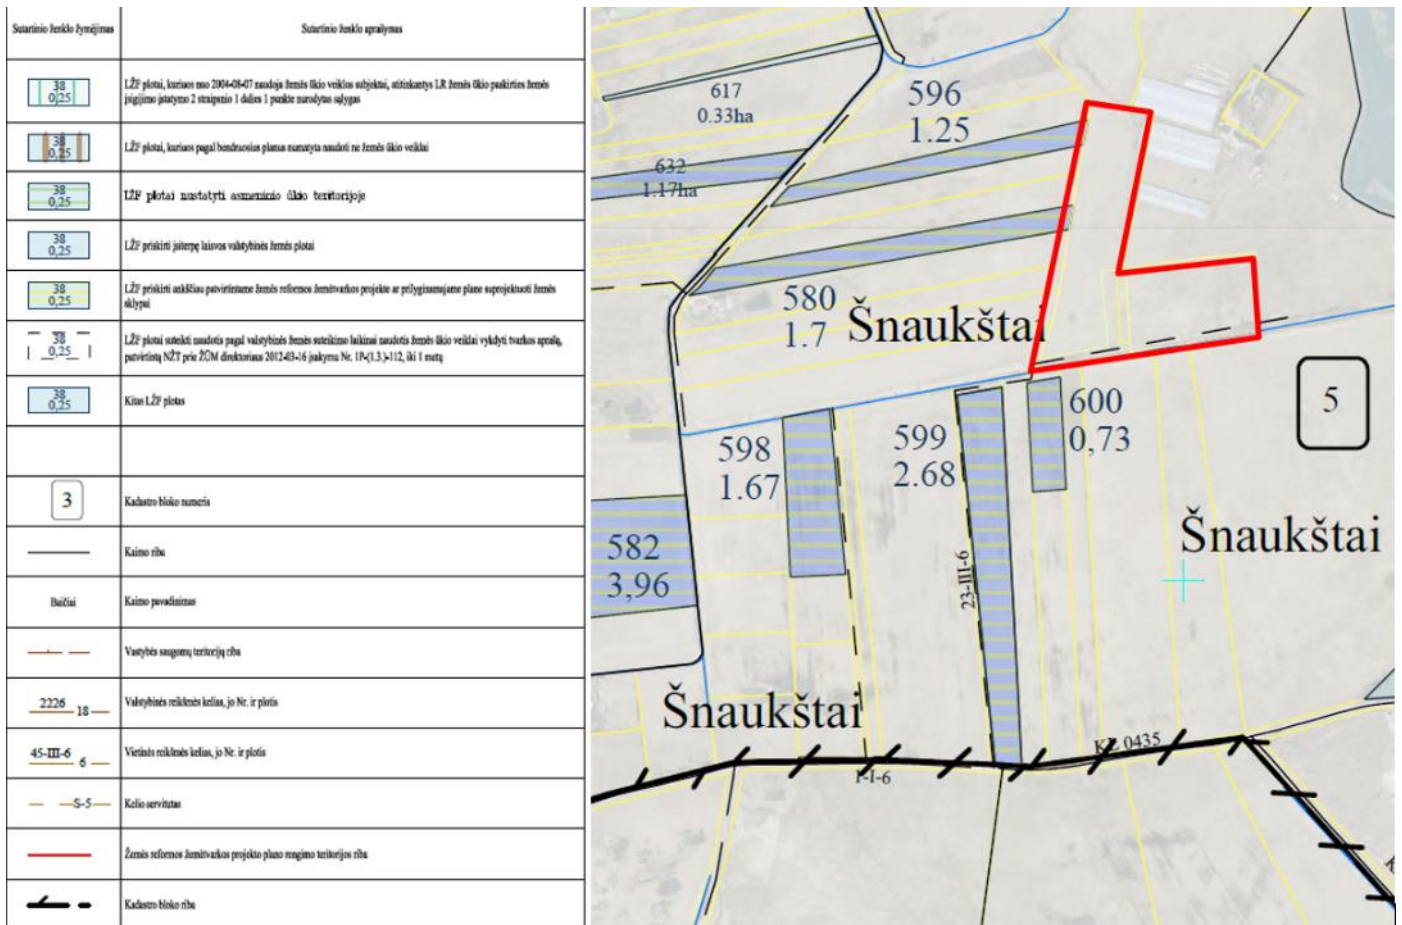 Sutartinio ženklo žymėjimas
Sutartinio ženklo aprašymas
38
0,25
LŽF plotai, kuriuos nuo 2004-08-07 naudoja žemės ūkio veiklos subjektai, atitinkantys LR žemės ūkio paskirties žemės
įsigijimo įstatymo 2 straipsnio 1 dalies 1 punkte nurodytas sąlygas
38
0,25
LŽF plotai, kuriuos pagal bendruosius planus numatyta naudoti ne žemės ūkio veiklai
38
0,25
LŽF plotai nustatyti asmeninio ūkio teritorijoje
38
0,25
LŽF priskirti įsiterpę laisvos valstybinės žemės plotai
38
0,25
LŽF priskirti anksčiau patvirtintame žemės reformos žemėtvarkos projekte ar prilyginamajame plane suprojektuoti žemės
sklypai
38
0,25
LŽF plotai suteikti naudotis pagal valstybinės žemės suteikimo laikinai naudotis žemės ūkio veiklai vykdyti tvarkos aprašą,
patvirtintą NŽT prie ŽŪM direktoriaus 2012-03-16 įsakymu Nr. 1P-(1.3.)-112, iki 1 metų
38
0,25
Kitas LŽF plotas
3
Kadastro bloko numeris
Kaimo riba
Baičiai
Kaimo pavadinimas
Vastybės saugomų teritorijų riba
2226
18
Valstybinės reikšmės kelias, jo Nr. ir plotis
45-III-6
6
Vietinės reikšmės kelias, jo Nr. ir plotis
S-5
Kelio servitutas
Žemės reformos žemėtvarkos projekto plano rengimo teritorijos riba
Kadastro bloko riba
617
0.33ha
596
1.25
632
1.17ha
580
1.7
Šnaukštai
5
600
0,73
599
2.68
598
1.67
582
3,96
Šnaukštai
23-III-6
Šnaukštai
KL 0435
I-I-6